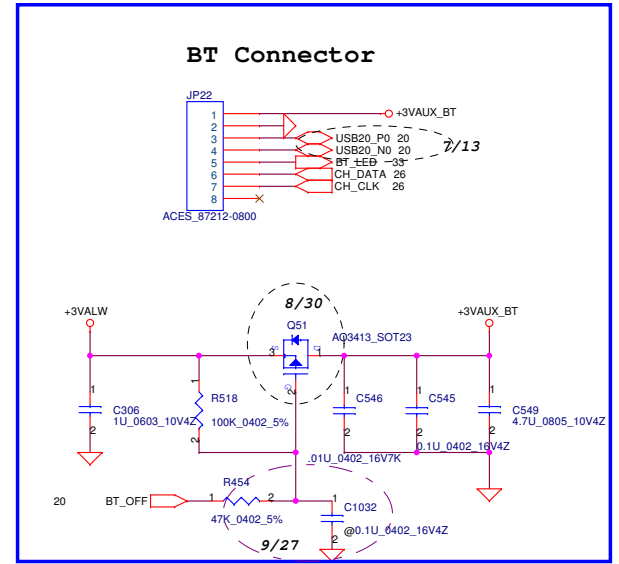 BT Connector
JP22
1
2
3
4
5
6
7
8
+3VAUX_BT
USB20_P0 20
USB20_N0 20
7/13
BT_LED 33
CH_DATA 26
CH_CLK 26
ACES_87212-0800
8/30
+3VALW
+3VAUX_BT
Q51
AO3413_SOT23
S
D
G
3
1
2
1
C306
1U_0603_10V4Z
2
1
R518
100K_0402_5%
2
1
C546
2
.01U_0402_16V7K
1
C545
2
0.1U_0402_16V4Z
1
C549
4.7U_0805_10V4Z
2
20 BT_OFF
R454
1 2
47K_0402_5%
1
C1032
@0.1U_0402_16V4Z
2
9/27